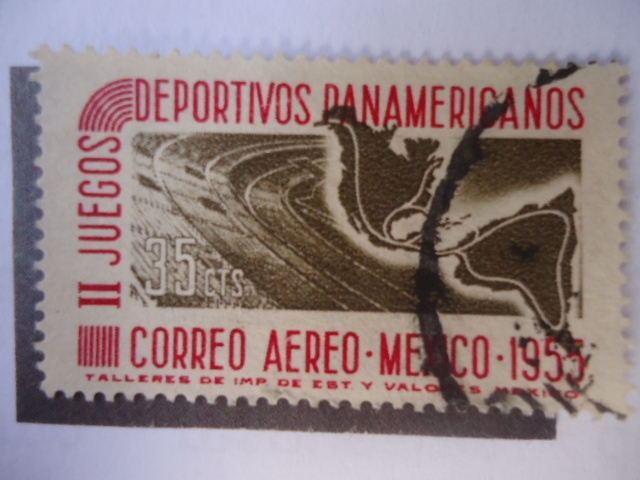 II JUEGOS
DEPORTIVOS PANAMERICANOS
35 CTS.
CORREO AEREO · MEXICO · 1955
TALLERES DE IMP. DE EST. Y VALORES MEXICO